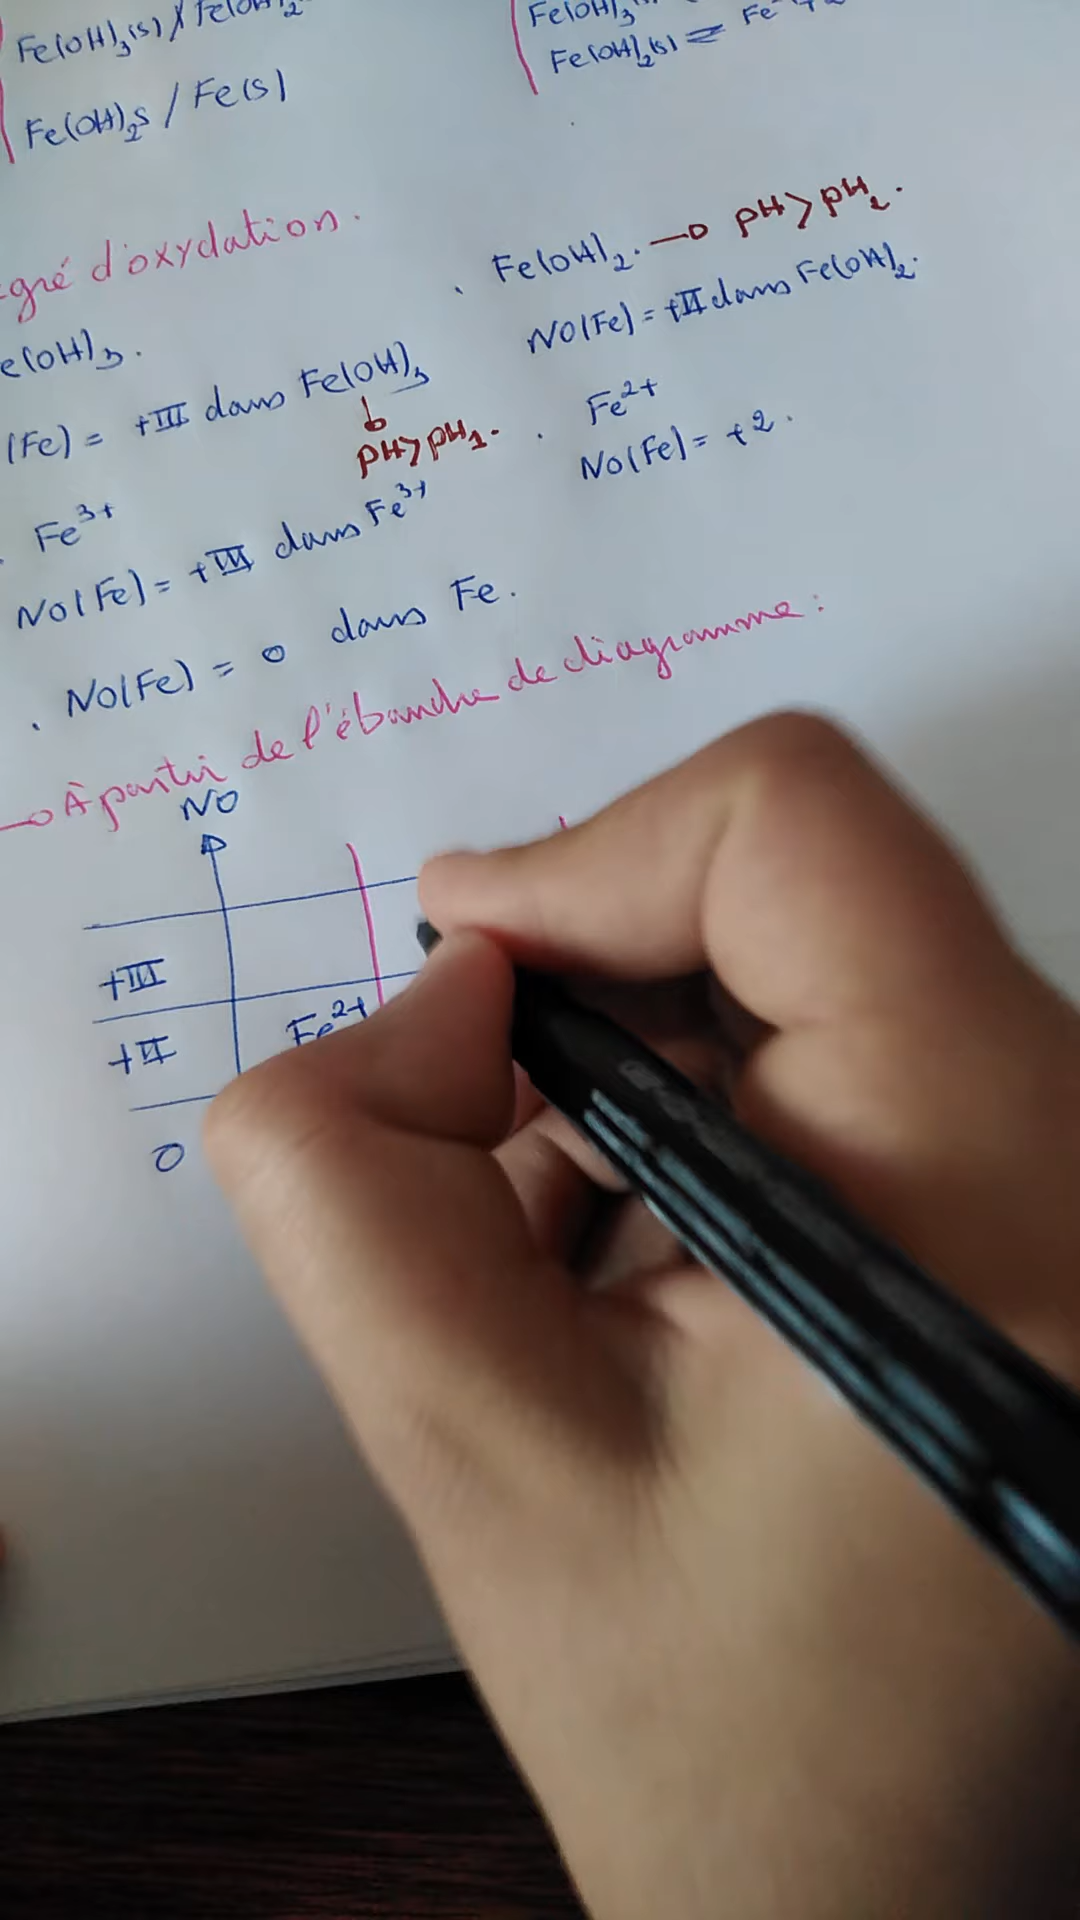 Fe(OH)3(s) / Fe(OH)2
Fe(OH)2s / Fe(s)
Fe(OH)3
Fe(OH)2(s) ⇌ Fe
egré d'oxydation.
e(OH)3.
(Fe) = +III dans Fe(OH)3
pH>pH1.
. Fe3+
No(Fe) = +III dans Fe3+
. No(Fe) = 0 dans Fe.
. Fe(OH)2. → pH>pH2.
No(Fe) = +II dans Fe(OH)2.
. Fe2+
No(Fe) = +2.
→ À partir de l'ébauche de diagramme :
NO
+III
+II
Fe2+
0